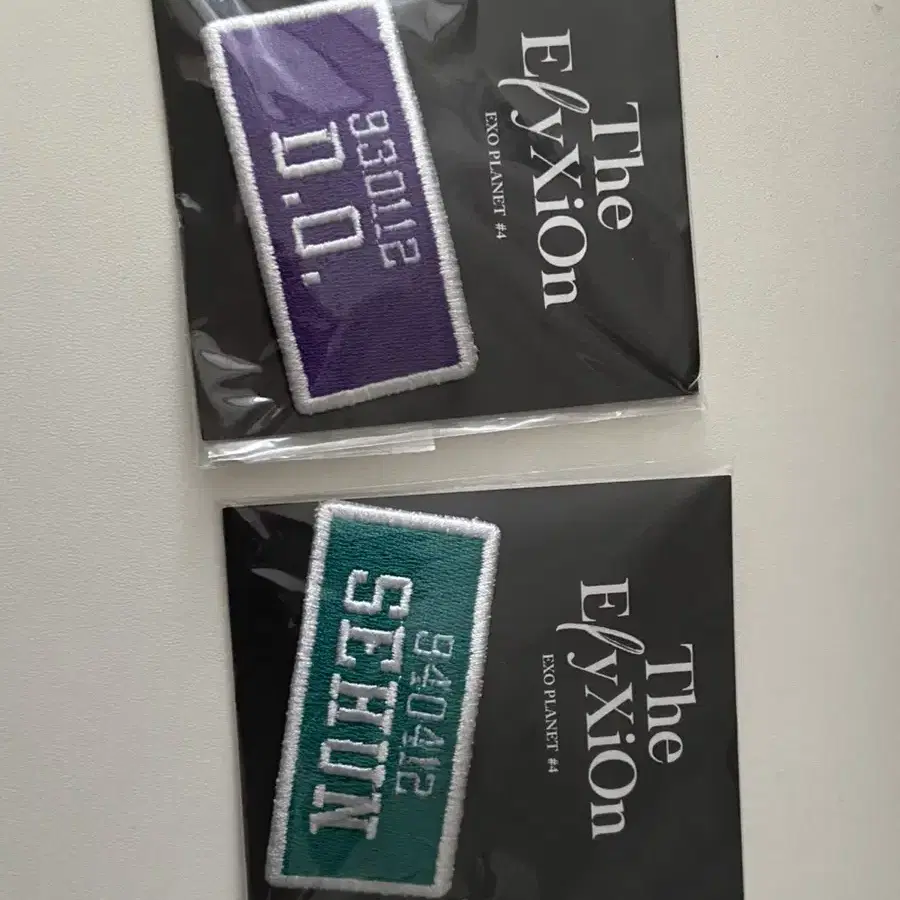 The
ElyXiOn
EXO PLANET #4
930112
D.O.
The
ElyXiOn
EXO PLANET #4
940412
SEHUN